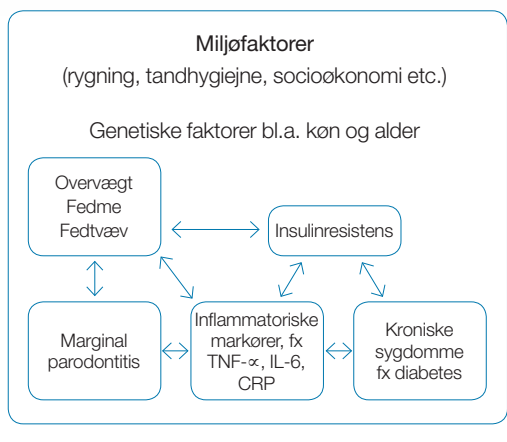 Miljøfaktorer
(rygning, tandhygiejne, socioøkonomi etc.)
Genetiske faktorer bl.a. køn og alder
Overvægt
Fedme
Fedtvæv
Insulinresistens
Marginal
parodontitis
Inflammatoriske
markører, fx
TNF-∝, IL-6,
CRP
Kroniske
sygdomme
fx diabetes